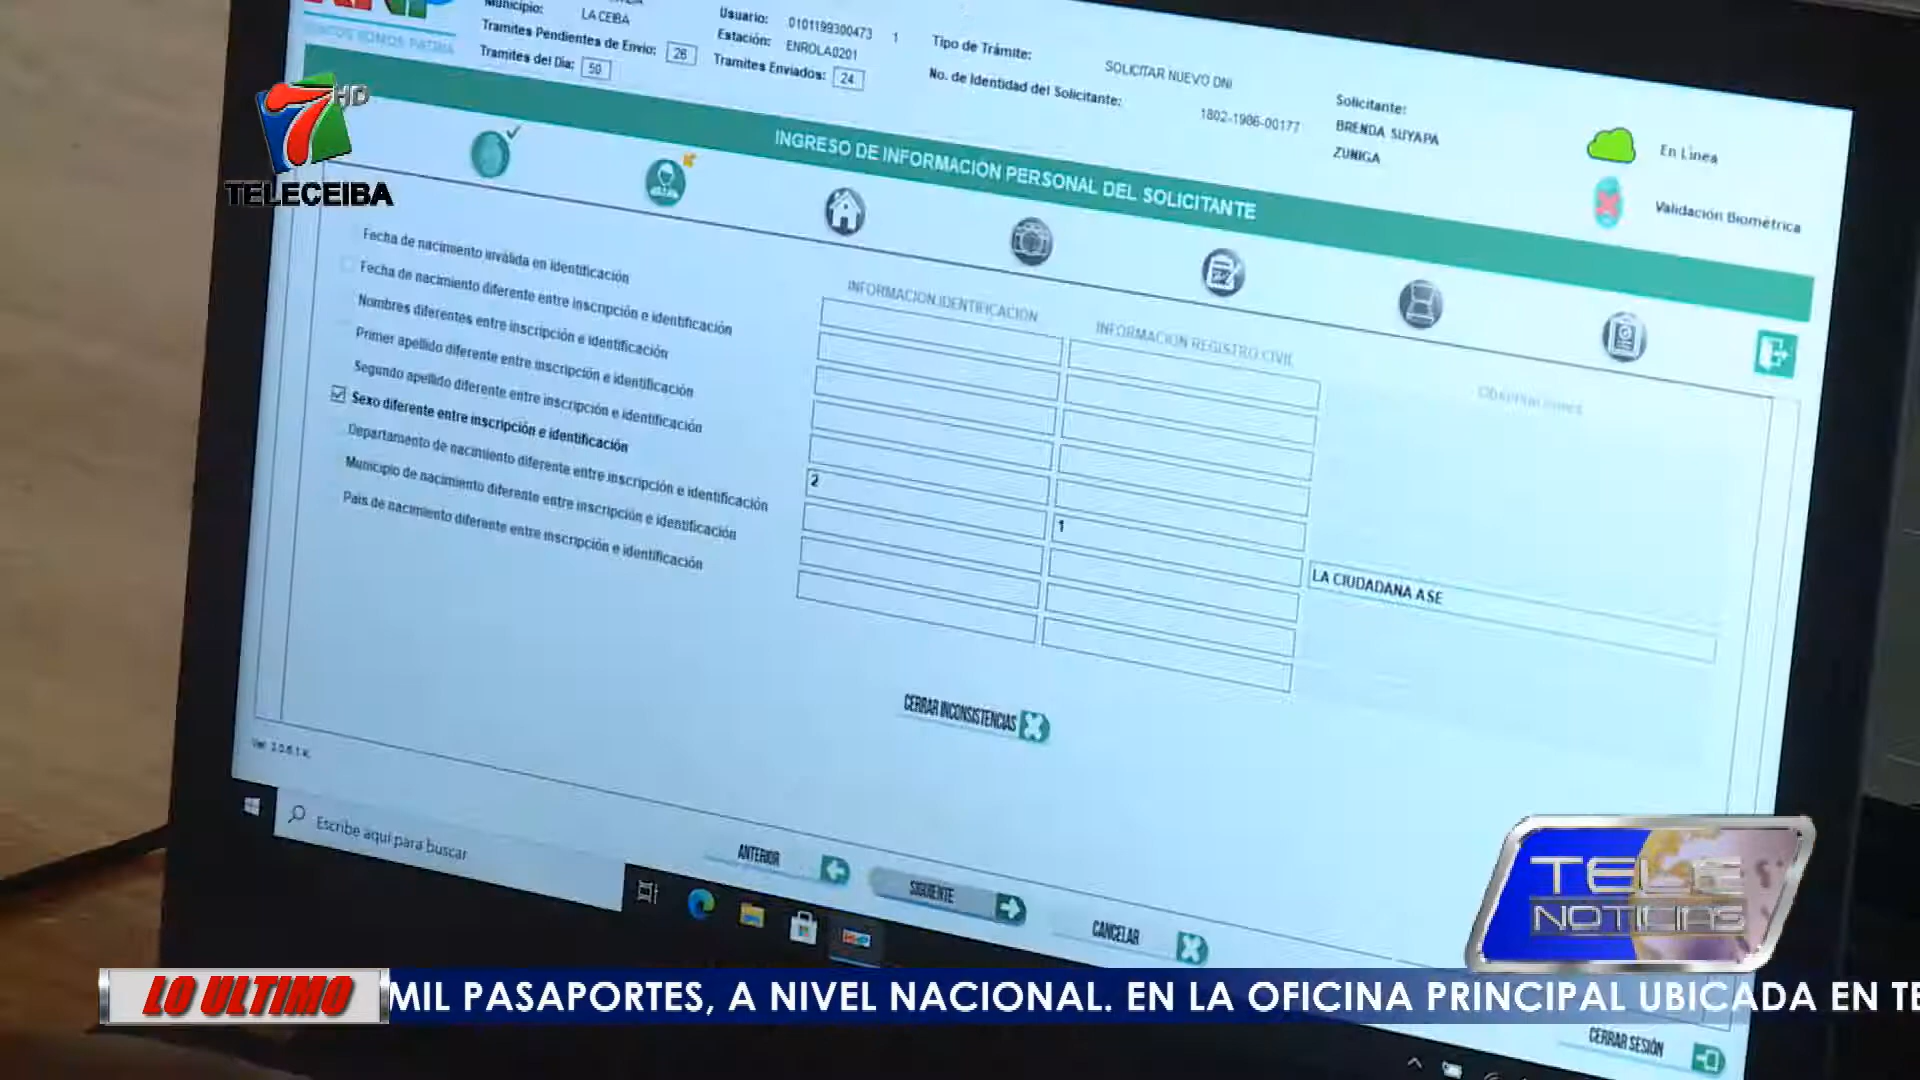 RNP
SOMOS PATRIA
Municipio: LA CEIBA
Tramites Pendientes de Envio: 26
Tramites del Dia: 50
Usuario: 0101199300473 1
Estación: ENROLA0201
Tramites Enviados: 24
Tipo de Trámite: SOLICITAR NUEVO DNI
No. de Identidad del Solicitante: 1802-1986-00177
Solicitante:
BRENDA SUYAPA
ZUNIGA
En Linea
Validación Biométrica
7 HD
TELECEIBA
INGRESO DE INFORMACIÓN PERSONAL DEL SOLICITANTE
Fecha de nacimiento inválida en identificación
Fecha de nacimiento diferente entre inscripción e identificación
Nombres diferentes entre inscripción e identificación
Primer apellido diferente entre inscripción e identificación
Segundo apellido diferente entre inscripción e identificación
Sexo diferente entre inscripción e identificación
Departamento de nacimiento diferente entre inscripción e identificación
Municipio de nacimiento diferente entre inscripción e identificación
Pais de nacimiento diferente entre inscripción e identificación
INFORMACION IDENTIFICACIÓN
INFORMACION REGISTRO CIVIL
Observaciones
2
1
LA CIUDADANA ASE
CERRAR INCONSISTENCIAS
Escribe aquí para buscar
ANTERIOR
SIGUIENTE
CANCELAR
TELE
NOTICIAS
LO ULTIMO
MIL PASAPORTES, A NIVEL NACIONAL. EN LA OFICINA PRINCIPAL UBICADA EN TE
CERRAR SESIÓN